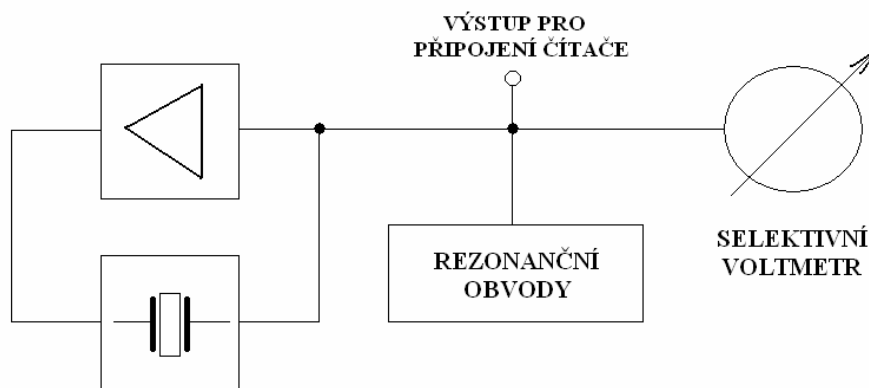 VÝSTUP PRO
PŘIPOJENÍ ČÍTAČE
REZONANČNÍ
OBVODY
SELEKTIVNÍ
VOLTMETR